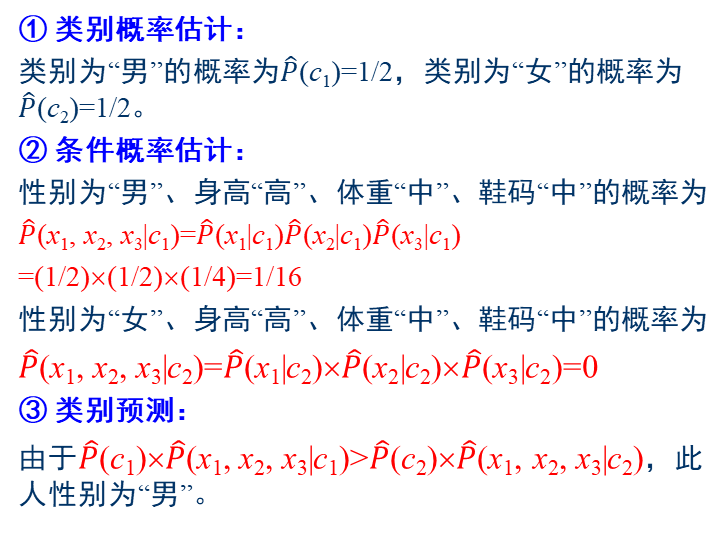 ① 类别概率估计：
类别为“男”的概率为P̂(c₁)=1/2，类别为“女”的概率为
P̂(c₂)=1/2。
② 条件概率估计：
性别为“男”、身高“高”、体重“中”、鞋码“中”的概率为
P̂(x₁, x₂, x₃|c₁)=P̂(x₁|c₁)P̂(x₂|c₁)P̂(x₃|c₁)
=(1/2)×(1/2)×(1/4)=1/16
性别为“女”、身高“高”、体重“中”、鞋码“中”的概率为
P̂(x₁, x₂, x₃|c₂)=P̂(x₁|c₂)×P̂(x₂|c₂)×P̂(x₃|c₂)=0
③ 类别预测：
由于P̂(c₁)×P̂(x₁, x₂, x₃|c₁)>P̂(c₂)×P̂(x₁, x₂, x₃|c₂)，此
人性别为“男”。